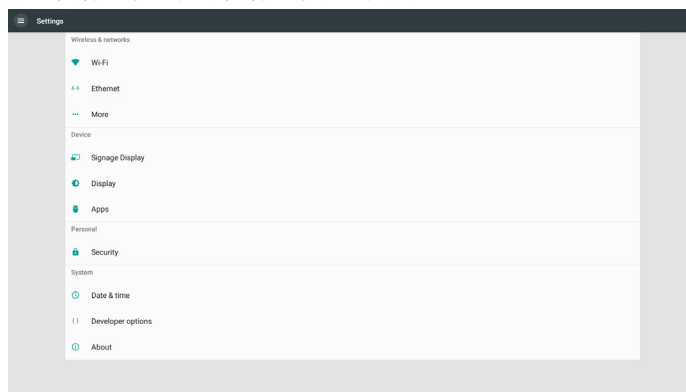 Settings
Wireless & networks
Wi-Fi
Ethernet
More
Device
Signage Display
Display
Apps
Personal
Security
System
Date & time
Developer options
About